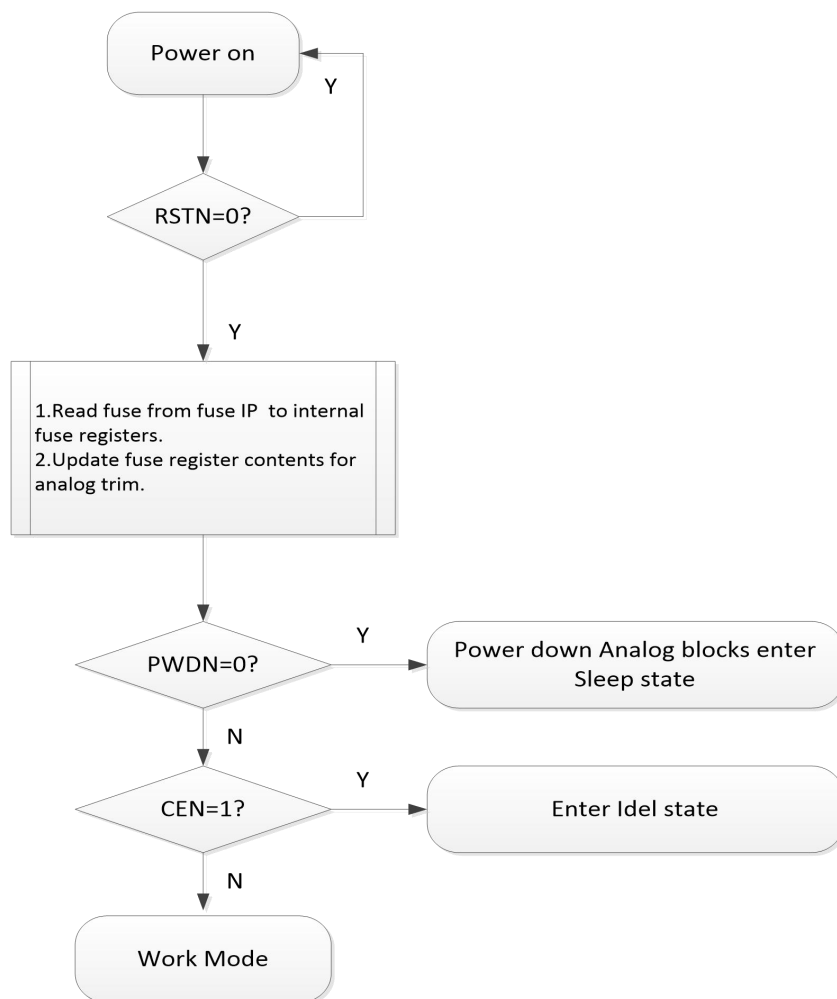 Power on
Y
RSTN=0?
Y
1.Read fuse from fuse IP to internal
fuse registers.
2.Update fuse register contents for
analog trim.
PWDN=0?
Y
Power down Analog blocks enter
Sleep state
N
CEN=1?
Y
Enter Idel state
N
Work Mode